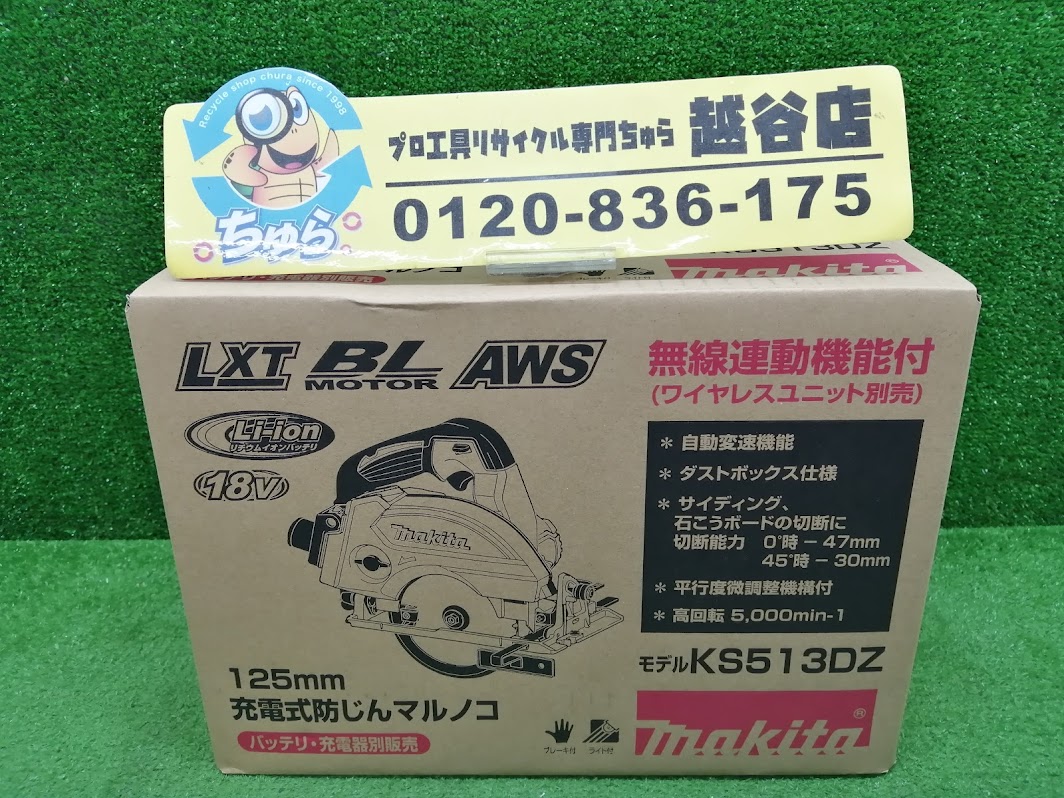 Recycle shop chura since 1998
ちゅら
プロ工具リサイクル専門ちゅら 越谷店
0120-836-175
makita
LXT BL MOTOR AWS
無線連動機能付
(ワイヤレスユニット別売)
Li-ion
リチウムイオンバッテリ
18V
* 自動変速機能
* ダストボックス仕様
* サイディング、
石こうボードの切断に
切断能力 0°時－47mm
45°時－30mm
* 平行度微調整機構付
* 高回転 5,000min-1
makita
モデルKS513DZ
125mm
充電式防じんマルノコ
バッテリ・充電器別販売
ブレーキ付
ライト付
makita®